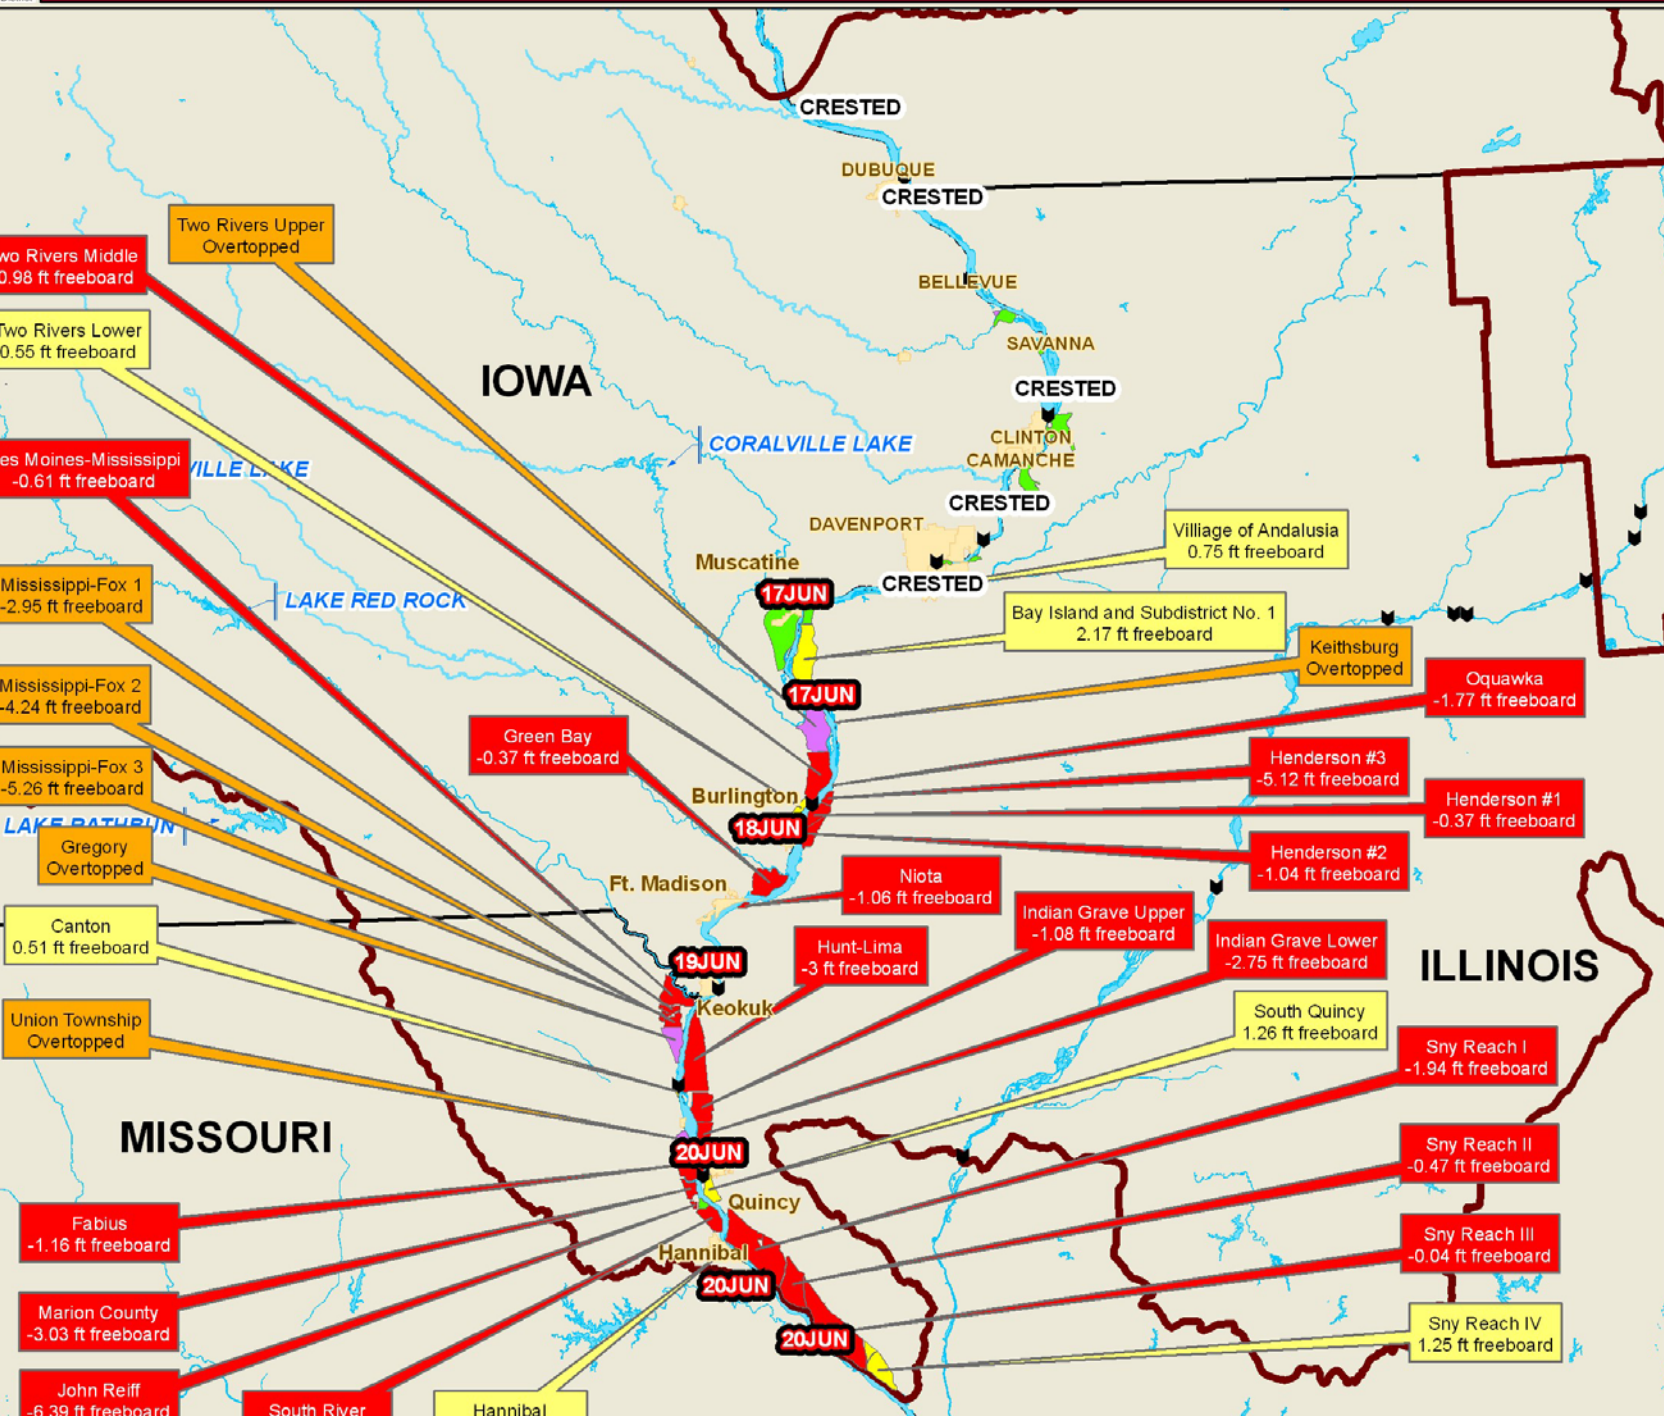 CRESTED
DUBUQUE
CRESTED
Two Rivers Upper
Overtopped
wo Rivers Middle
0.98 ft freeboard
BELLEVUE
Two Rivers Lower
0.55 ft freeboard
SAVANNA
IOWA
CRESTED
CORALVILLE LAKE
CLINTON
CAMANCHE
es Moines-Mississippi
-0.61 ft freeboard
VILLE LAKE
CRESTED
DAVENPORT
Villiage of Andalusia
0.75 ft freeboard
Muscatine
CRESTED
17JUN
Mississippi-Fox 1
-2.95 ft freeboard
LAKE RED ROCK
Bay Island and Subdistrict No. 1
2.17 ft freeboard
Keithsburg
Overtopped
Mississippi-Fox 2
-4.24 ft freeboard
17JUN
Oquawka
-1.77 ft freeboard
Green Bay
-0.37 ft freeboard
Henderson #3
-5.12 ft freeboard
Mississippi-Fox 3
-5.26 ft freeboard
Burlington
Henderson #1
-0.37 ft freeboard
LAKE RATHBUN
18JUN
Gregory
Overtopped
Henderson #2
-1.04 ft freeboard
Ft. Madison
Niota
-1.06 ft freeboard
Canton
0.51 ft freeboard
Indian Grave Upper
-1.08 ft freeboard
Hunt-Lima
-3 ft freeboard
Indian Grave Lower
-2.75 ft freeboard
19JUN
ILLINOIS
Keokuk
South Quincy
1.26 ft freeboard
Union Township
Overtopped
Sny Reach I
-1.94 ft freeboard
MISSOURI
20JUN
Sny Reach II
-0.47 ft freeboard
Quincy
Fabius
-1.16 ft freeboard
Hannibal
Sny Reach III
-0.04 ft freeboard
20JUN
Marion County
-3.03 ft freeboard
20JUN
Sny Reach IV
1.25 ft freeboard
John Reiff
-6.39 ft freeboard
South River
Hannibal